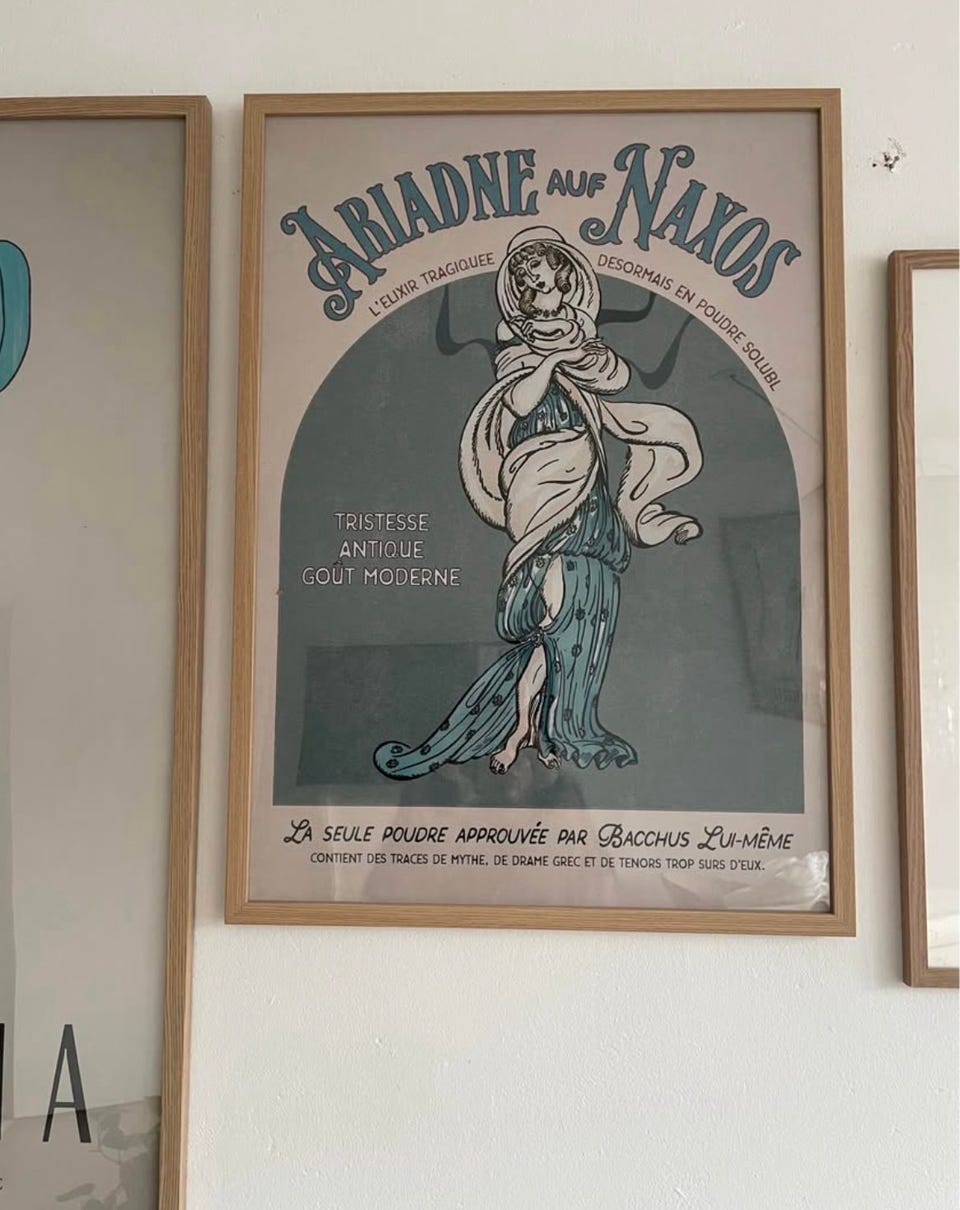 ARIADNE AUF NAXOS
L'ELIXIR TRAGIQUEE DESORMAIS EN POUDRE SOLUBL
TRISTESSE
ANTIQUE
GOÛT MODERNE
LA SEULE POUDRE APPROUVÉE PAR BACCHUS LUI-MÊME
CONTIENT DES TRACES DE MYTHE, DE DRAME GREC ET DE TENORS TROP SURS D'EUX.
A